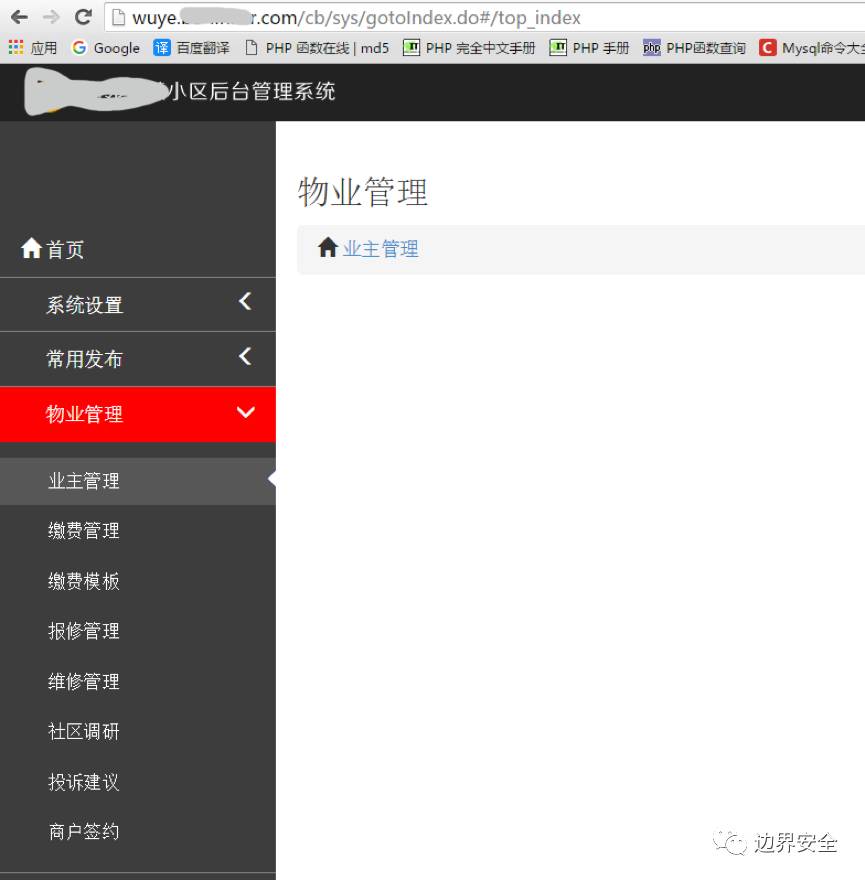 wuye. r.com/cb/sys/gotoIndex.do#/top_index
应用 Google 译 百度翻译 PHP 函数在线 | md5 PHP 完全中文手册 PHP 手册 php PHP函数查询 C Mysql命令大全
小区后台管理系统
物业管理
业主管理
首页
系统设置
常用发布
物业管理
业主管理
缴费管理
缴费模板
报修管理
维修管理
社区调研
投诉建议
商户签约
边界安全